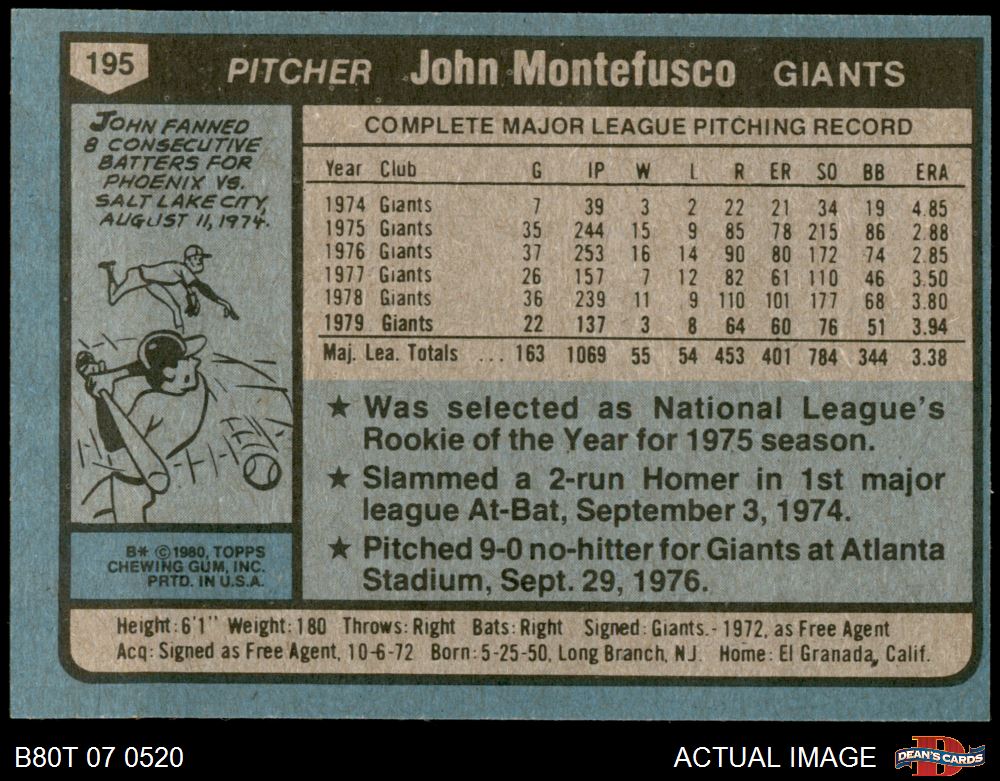 195 PITCHER John Montefusco GIANTS
JOHN FANNED
8 CONSECUTIVE
BATTERS FOR
PHOENIX VS.
SALT LAKE CITY,
AUGUST 11, 1974.
B* ©1980, TOPPS
CHEWING GUM, INC.
PRTD. IN U.S.A.
COMPLETE MAJOR LEAGUE PITCHING RECORD
Year Club G IP W L R ER SO BB ERA
1974 Giants 7 39 3 2 22 21 34 19 4.85
1975 Giants 35 244 15 9 85 78 215 86 2.88
1976 Giants 37 253 16 14 90 80 172 74 2.85
1977 Giants 26 157 7 12 82 61 110 46 3.50
1978 Giants 36 239 11 9 110 101 177 68 3.80
1979 Giants 22 137 3 8 64 60 76 51 3.94
Maj. Lea. Totals ... 163 1069 55 54 453 401 784 344 3.38
★ Was selected as National League's
Rookie of the Year for 1975 season.
★ Slammed a 2-run Homer in 1st major
league At-Bat, September 3, 1974.
★ Pitched 9-0 no-hitter for Giants at Atlanta
Stadium, Sept. 29, 1976.
Height: 6'1" Weight: 180 Throws: Right Bats: Right Signed: Giants.- 1972, as Free Agent
Acq: Signed as Free Agent, 10-6-72 Born: 5-25-50, Long Branch, N.J. Home: El Granada, Calif.
B80T 07 0520 ACTUAL IMAGE D DEAN'S CARDS